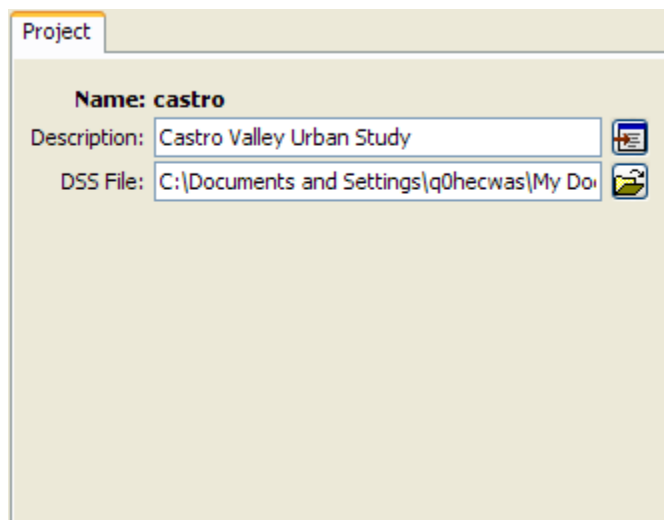 Project
Name: castro
Description: Castro Valley Urban Study
DSS File: C:\Documents and Settings\q0hecwas\My Do